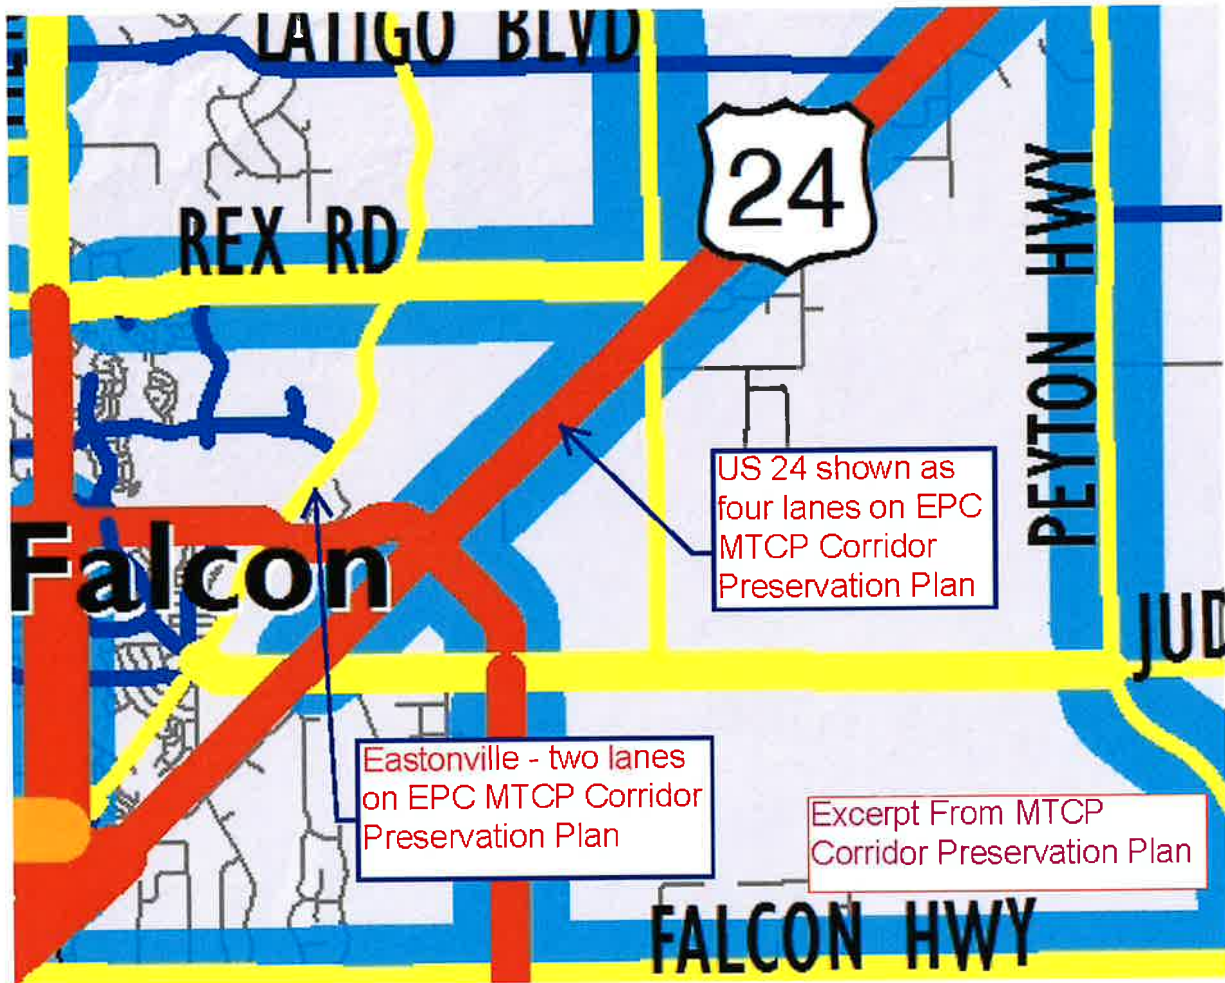 LATIGO BLVD
24
REX RD
PEYTON HWY
US 24 shown as
four lanes on EPC
MTCP Corridor
Preservation Plan
Falcon
JUD
Eastonville - two lanes
on EPC MTCP Corridor
Preservation Plan
Excerpt From MTCP
Corridor Preservation Plan
FALCON HWY